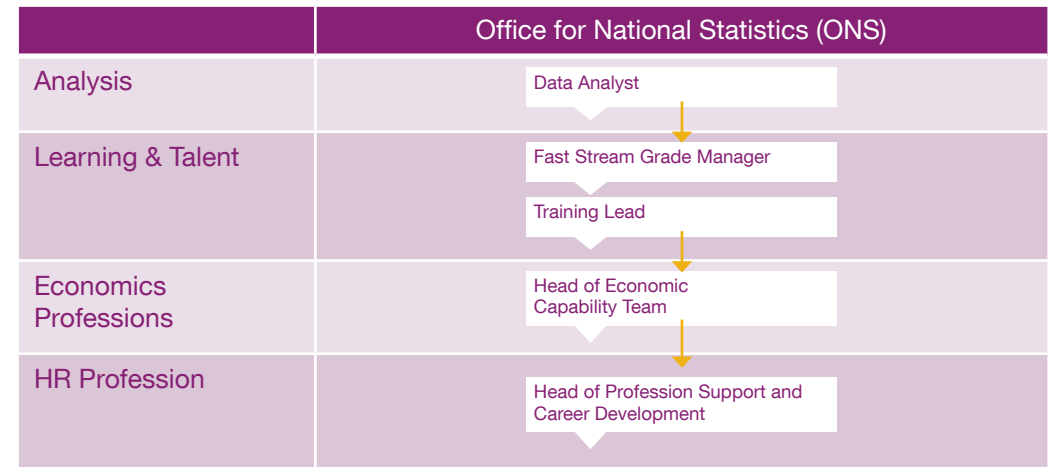 Office for National Statistics (ONS)
Analysis
Data Analyst
Learning & Talent
Fast Stream Grade Manager
Training Lead
Economics
Professions
Head of Economic
Capability Team
HR Profession
Head of Profession Support and
Career Development